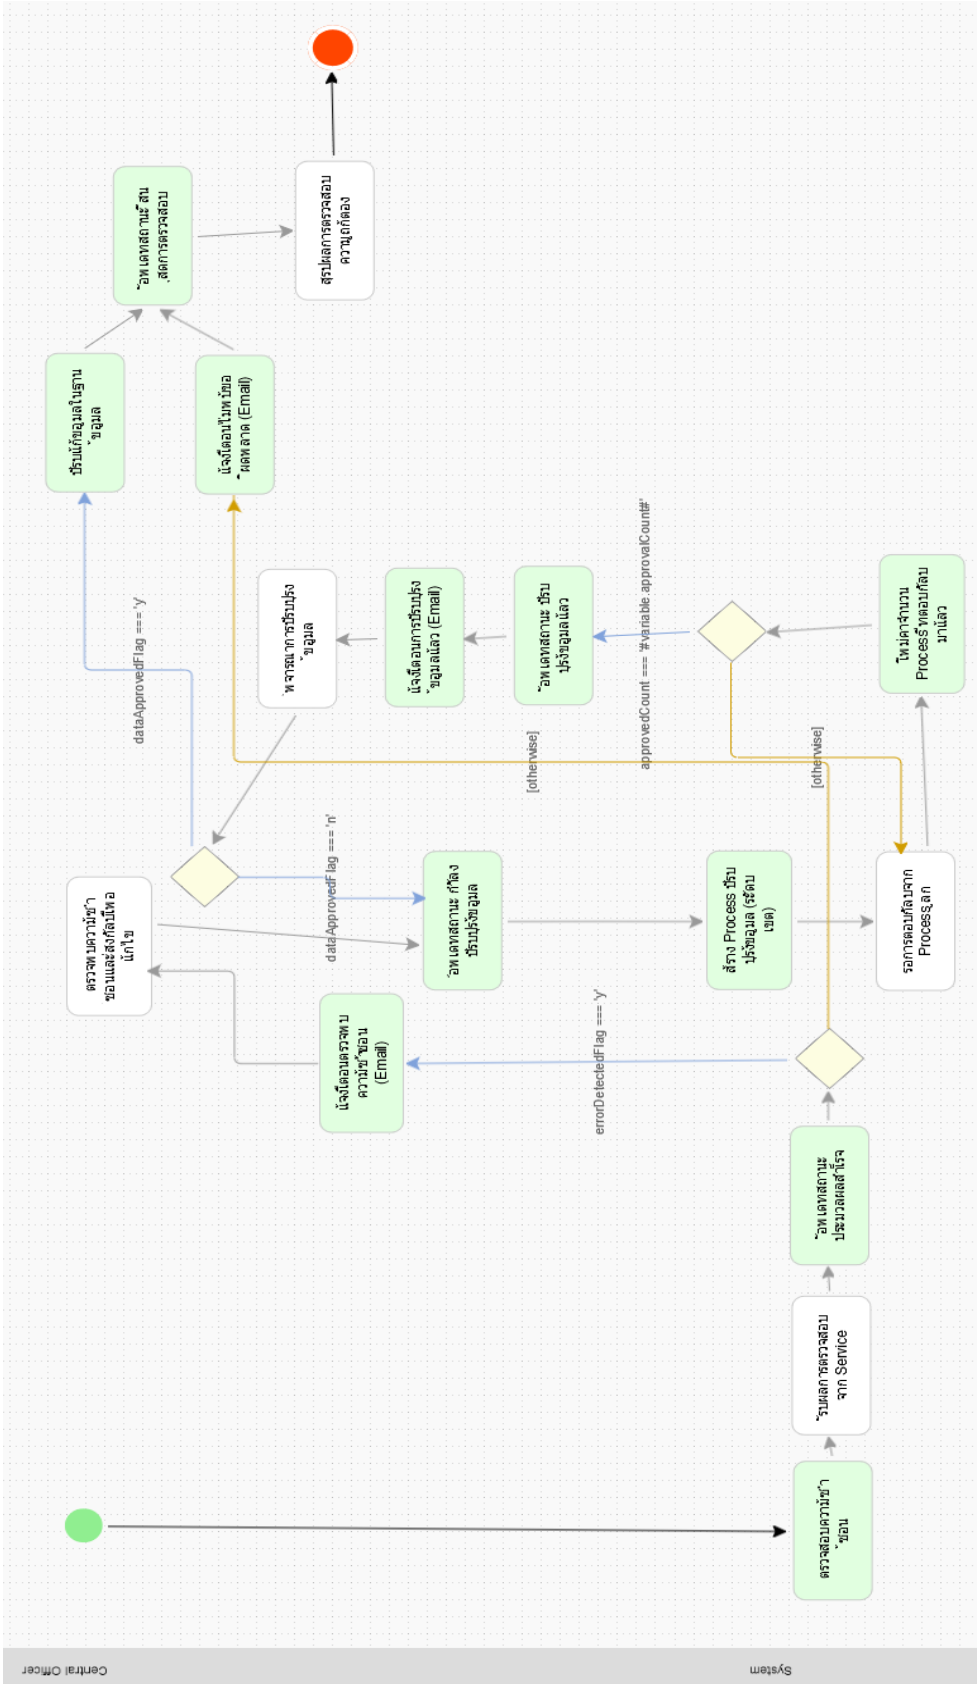 Central Officer
System
ตรวจสอบความซ้ำ
ซ้อน
รับผลการตรวจสอบ
จาก Service
อัพเดทสถานะ
ประมวลผลสำเร็จ
errorDetectedFlag === 'y'
[otherwise]
แจ้งเตือนตรวจพบ
ความซ้ำซ้อน
(Email)
ตรวจพบความซ้ำ
ซ้อนและส่งกลับเพื่อ
แก้ไข
อัพเดทสถานะ กำลัง
ปรับปรุงข้อมูล
สร้าง Process ปรับ
ปรุงข้อมูล (ระดับ
เขต)
รอการตอบกลับจาก
Process ลูก
Process ที่ตอบกลับ
มาแล้ว
[otherwise]
approvedCount === '#variable.approvalCount#'
อัพเดทสถานะ ปรับ
ปรุงข้อมูลแล้ว
แจ้งเตือนการปรับปรุง
ข้อมูลแล้ว (Email)
พิจารณาการปรับปรุง
ข้อมูล
dataApprovedFlag === 'n'
dataApprovedFlag === 'y'
ปรับแก้ข้อมูลในฐาน
ข้อมูล
แจ้งเตือนไม่พบข้อ
ผิดพลาด (Email)
อัพเดทสถานะ สิ้น
สุดการตรวจสอบ
สรุปผลการตรวจสอบ
ความถูกต้อง